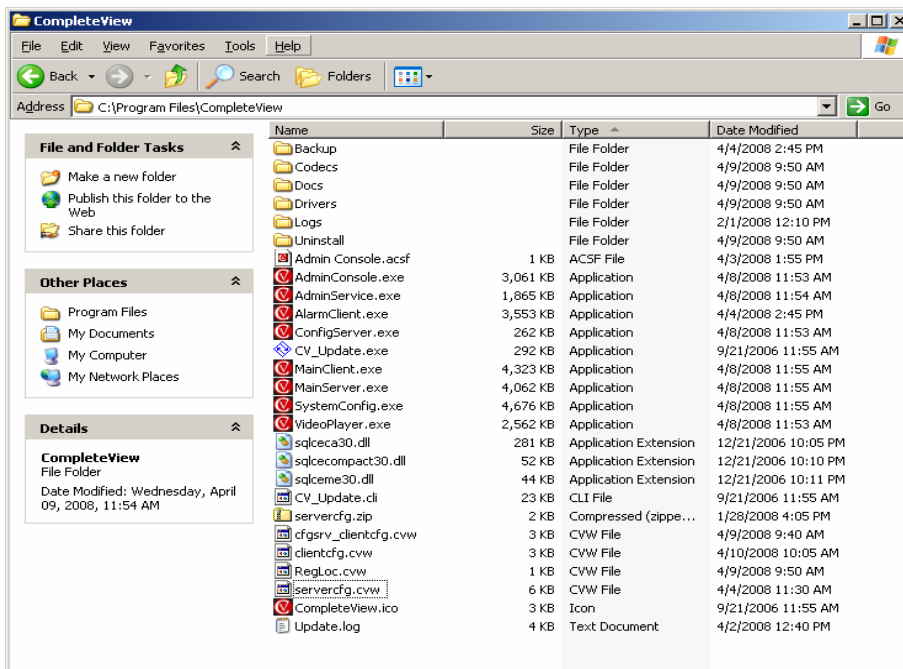 CompleteView
File Edit View Favorites Tools Help
Back Search Folders
Address C:\Program Files\CompleteView Go
File and Folder Tasks
Make a new folder
Publish this folder to the
Web
Share this folder
Other Places
Program Files
My Documents
My Computer
My Network Places
Details
CompleteView
File Folder
Date Modified: Wednesday, April
09, 2008, 11:54 AM
Name Size Type Date Modified
Backup File Folder 4/4/2008 2:45 PM
Codecs File Folder 4/9/2008 9:50 AM
Docs File Folder 4/9/2008 9:50 AM
Drivers File Folder 4/9/2008 9:50 AM
Logs File Folder 2/1/2008 12:10 PM
Uninstall File Folder 4/9/2008 9:50 AM
Admin Console.acsf 1 KB ACSF File 4/3/2008 1:55 PM
AdminConsole.exe 3,061 KB Application 4/8/2008 11:53 AM
AdminService.exe 1,865 KB Application 4/8/2008 11:54 AM
AlarmClient.exe 3,553 KB Application 4/4/2008 2:45 PM
ConfigServer.exe 262 KB Application 4/8/2008 11:53 AM
CV_Update.exe 292 KB Application 9/21/2006 11:55 AM
MainClient.exe 4,323 KB Application 4/8/2008 11:55 AM
MainServer.exe 4,062 KB Application 4/8/2008 11:55 AM
SystemConfig.exe 4,676 KB Application 4/8/2008 11:55 AM
VideoPlayer.exe 2,562 KB Application 4/8/2008 11:55 AM
sqlceca30.dll 281 KB Application Extension 12/21/2006 10:05 PM
sqlcecompact30.dll 52 KB Application Extension 12/21/2006 10:10 PM
sqlceme30.dll 44 KB Application Extension 12/21/2006 10:11 PM
CV_Update.cli 23 KB CLI File 9/21/2006 11:55 AM
servercfg.zip 2 KB Compressed (zippe... 1/28/2008 4:05 PM
cfgsrv_clientcfg.cvw 3 KB CVW File 4/9/2008 9:40 AM
clientcfg.cvw 3 KB CVW File 4/10/2008 10:05 AM
RegLoc.cvw 1 KB CVW File 4/9/2008 9:50 AM
servercfg.cvw 6 KB CVW File 4/4/2008 11:30 AM
CompleteView.ico 3 KB Icon 9/21/2006 11:55 AM
Update.log 4 KB Text Document 4/2/2008 12:40 PM